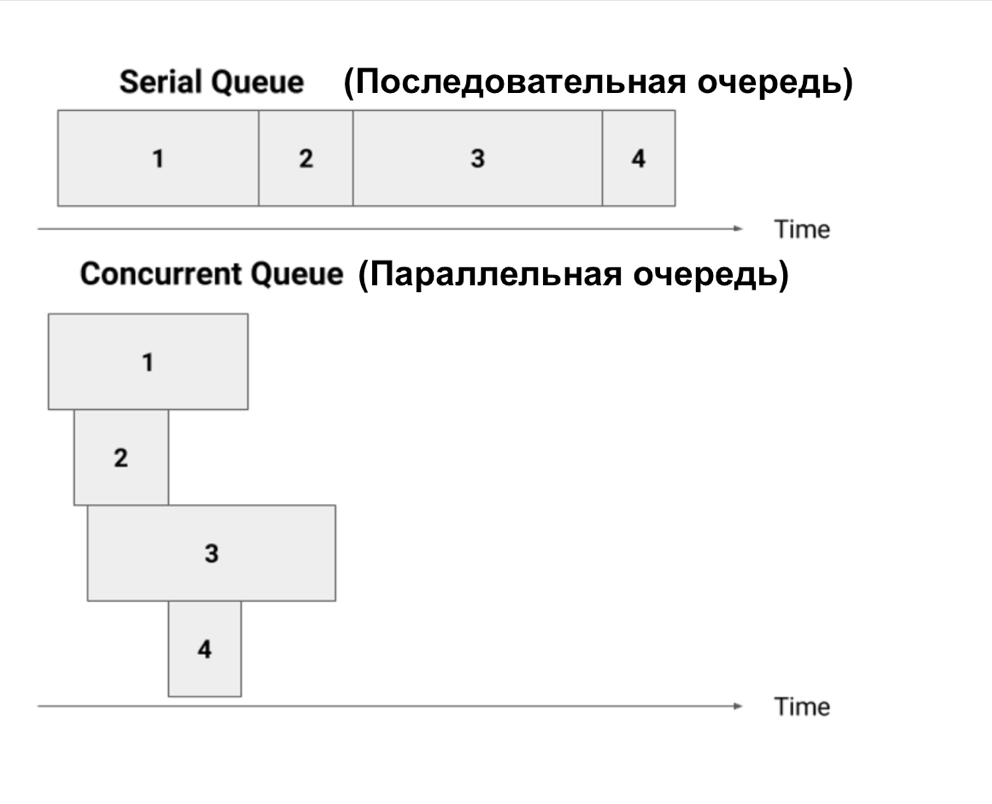 Serial Queue (Последовательная очередь)
1 2 3 4
Time
Concurrent Queue (Параллельная очередь)
1
2
3
4
Time